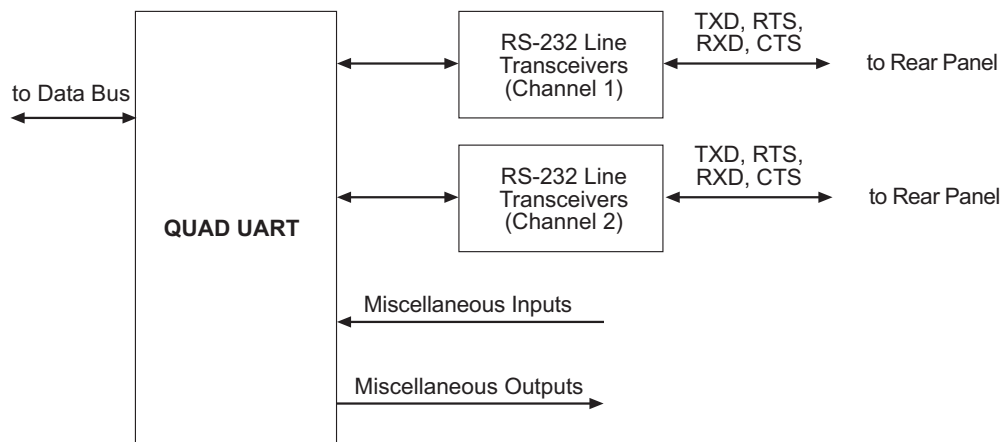 TXD, RTS,
RXD, CTS
RS-232 Line
Transceivers
(Channel 1)
to Rear Panel
to Data Bus
TXD, RTS,
RXD, CTS
RS-232 Line
Transceivers
(Channel 2)
to Rear Panel
QUAD UART
Miscellaneous Inputs
Miscellaneous Outputs